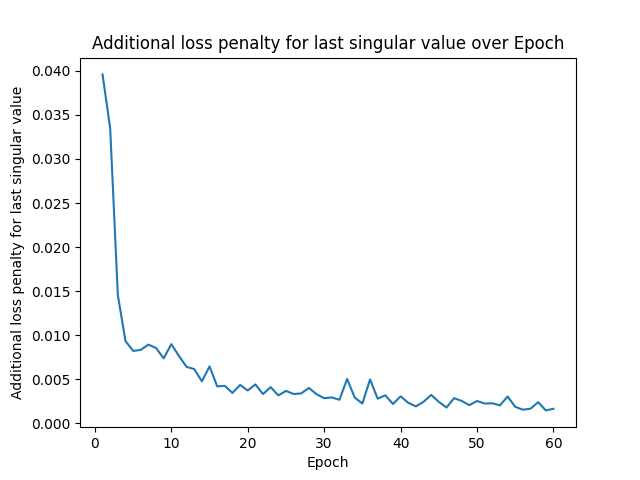 Additional loss penalty for last singular value over Epoch
Additional loss penalty for last singular value
0.040
0.035
0.030
0.025
0.020
0.015
0.010
0.005
0.000
0 10 20 30 40 50 60
Epoch